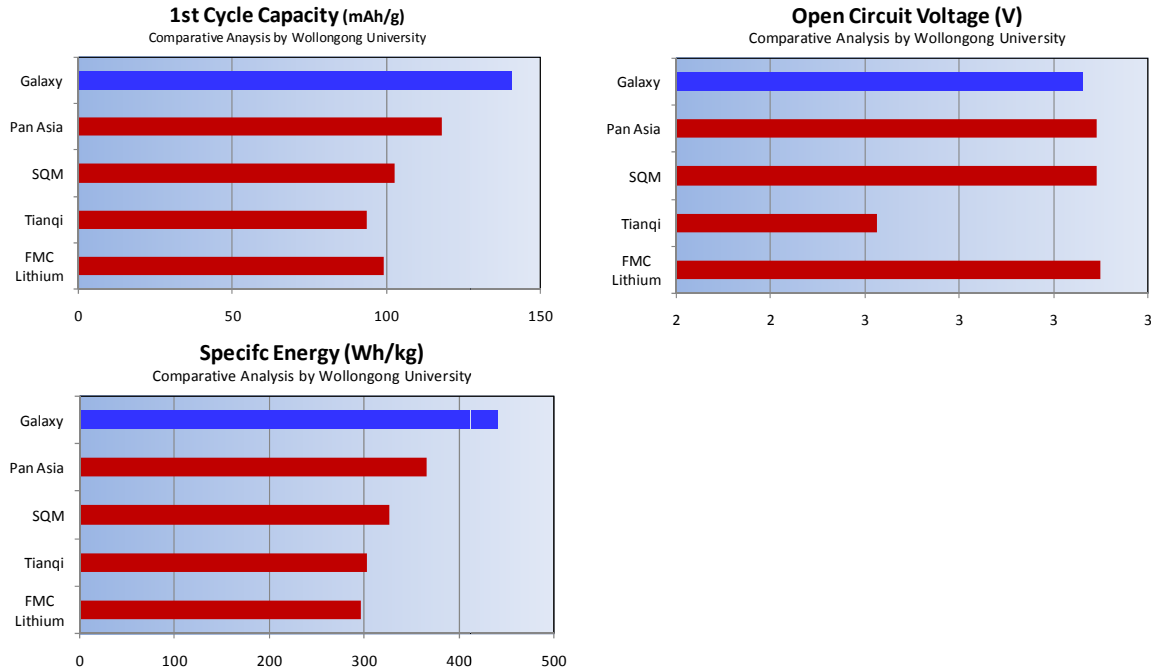 1st Cycle Capacity (mAh/g)
Comparative Anaysis by Wollongong University
Galaxy
Pan Asia
SQM
Tianqi
FMC
Lithium
0 50 100 150
Open Circuit Voltage (V)
Comparative Analysis by Wollongong University
Galaxy
Pan Asia
SQM
Tianqi
FMC
Lithium
2 2 3 3 3 3
Specifc Energy (Wh/kg)
Comparative Analysis by Wollongong University
Galaxy
Pan Asia
SQM
Tianqi
FMC
Lithium
0 100 200 300 400 500